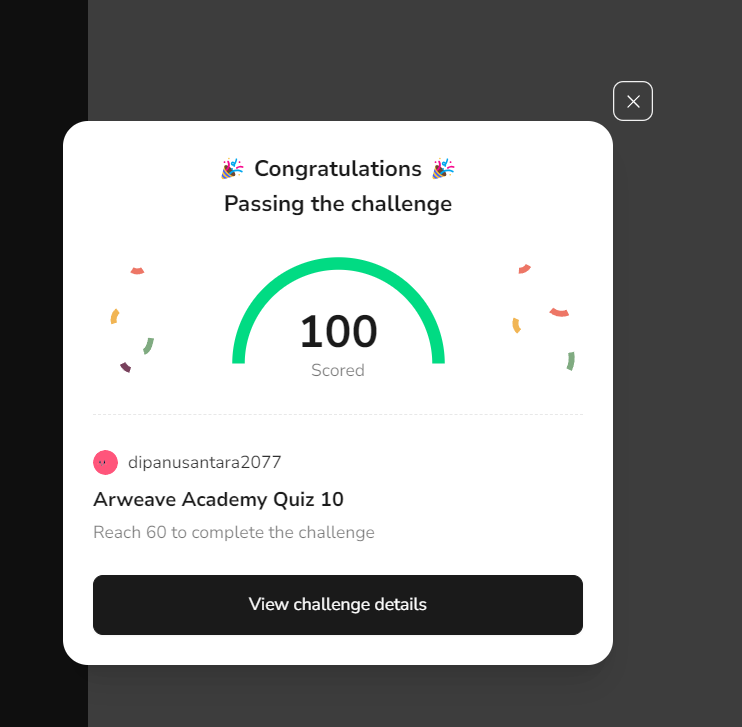 🎉 Congratulations 🎉
Passing the challenge
100
Scored
dipanusantara2077
Arweave Academy Quiz 10
Reach 60 to complete the challenge
View challenge details